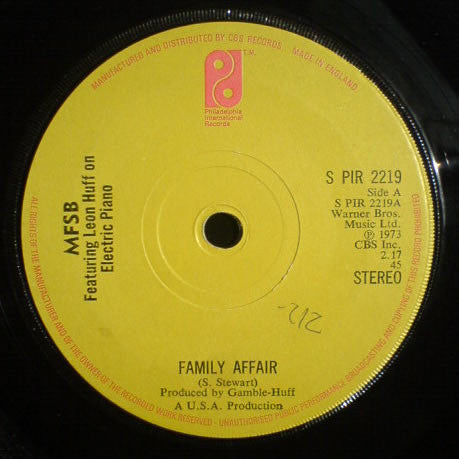 MANUFACTURED AND DISTRIBUTED BY CBS RECORDS. MADE IN ENGLAND
T.M.
Philadelphia
International
Records
MFSB
Featuring Leon Huff on
Electric Piano
S PIR 2219
Side A
S PIR 2219A
Warner Bros.
Music Ltd.
℗ 1973
CBS Inc.
2.17
45
STEREO
212-
FAMILY AFFAIR
(S. Stewart)
Produced by Gamble-Huff
A U.S.A. Production
ALL RIGHTS OF THE MANUFACTURER AND OF THE OWNER OF THE RECORDED WORK RESERVED - UNAUTHORISED PUBLIC PERFORMANCE BROADCASTING AND COPYING OF THIS RECORD PROHIBITED